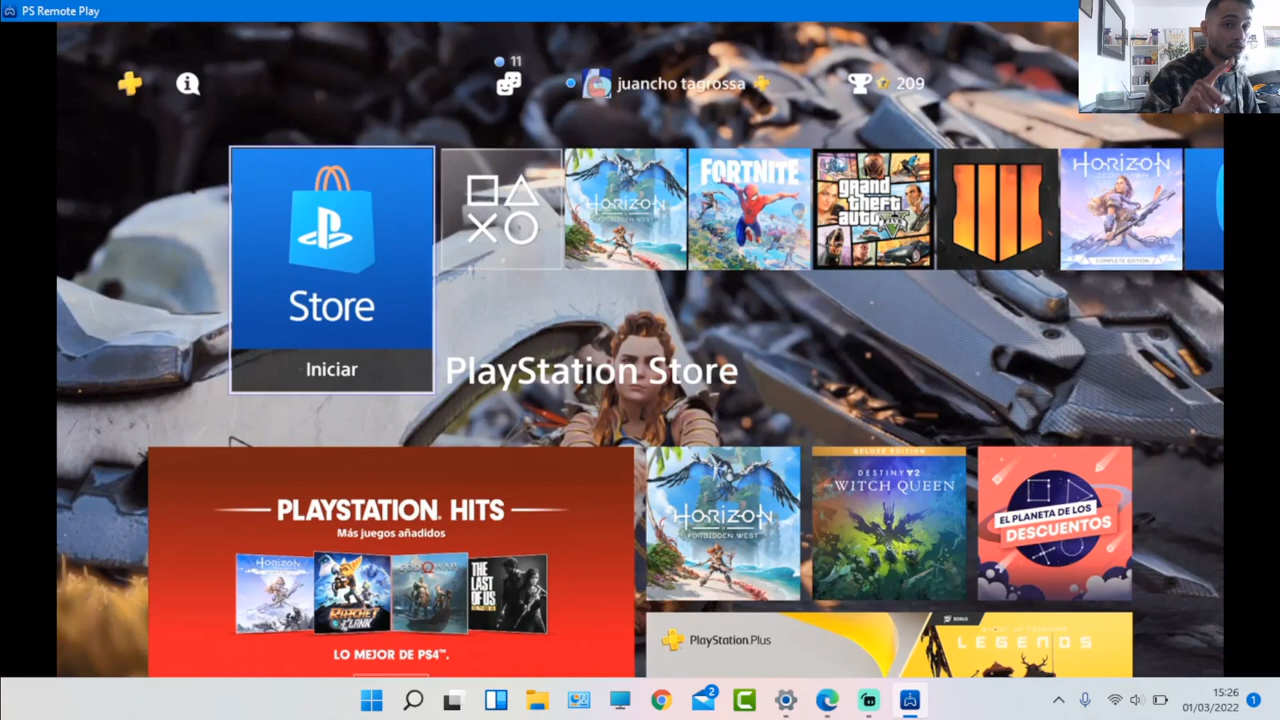 PS Remote Play
11
juancho tagrossa
209
Store
Iniciar
HORIZON
FORBIDDEN WEST
FORTNITE
grand
theft
auto
V
HORIZON
ZERO DAWN
COMPLETE EDITION
PlayStation Store
PLAYSTATION HITS
Más juegos añadidos
HORIZON
RATCHET
CLANK
GOD OF WAR
THE
LAST
OF US
LO MEJOR DE PS4™.
HORIZON
FORBIDDEN WEST
DELUXE EDITION
DESTINY 2
WITCH QUEEN
EL PLANETA DE LOS
DESCUENTOS
PlayStation.Plus
BONUS
LEGENDS
2
15:26
01/03/2022
1